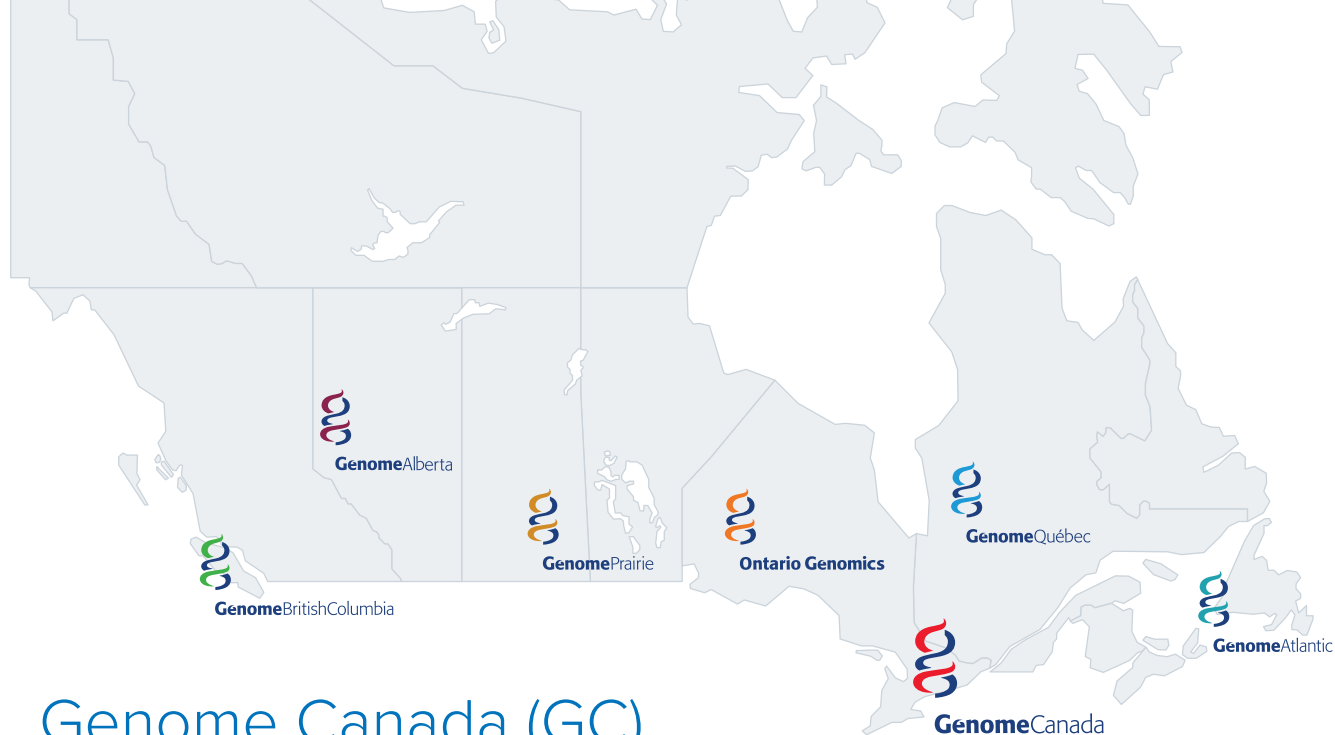 GenomeAlberta
GenomePrairie
Ontario Genomics
GenomeQuébec
GenomeBritishColumbia
GenomeAtlantic
GenomeCanada
Genome Canada (GC)